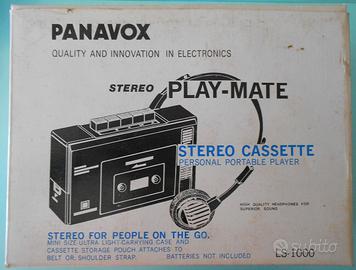 PANAVOX
QUALITY AND INNOVATION IN ELECTRONICS
STEREO PLAY-MATE
STEREO CASSETTE
PERSONAL PORTABLE PLAYER
HIGH QUALITY HEADPHONES FOR
SUPERIOR SOUND
STEREO FOR PEOPLE ON THE GO.
MINI SIZE-ULTRA LIGHT-CARRYING CASE AND
CASSETTE STORAGE POUCH ATTACHES TO
BELT OR SHOULDER STRAP. BATTERIES NOT INCLUDED
LS-1000
subito